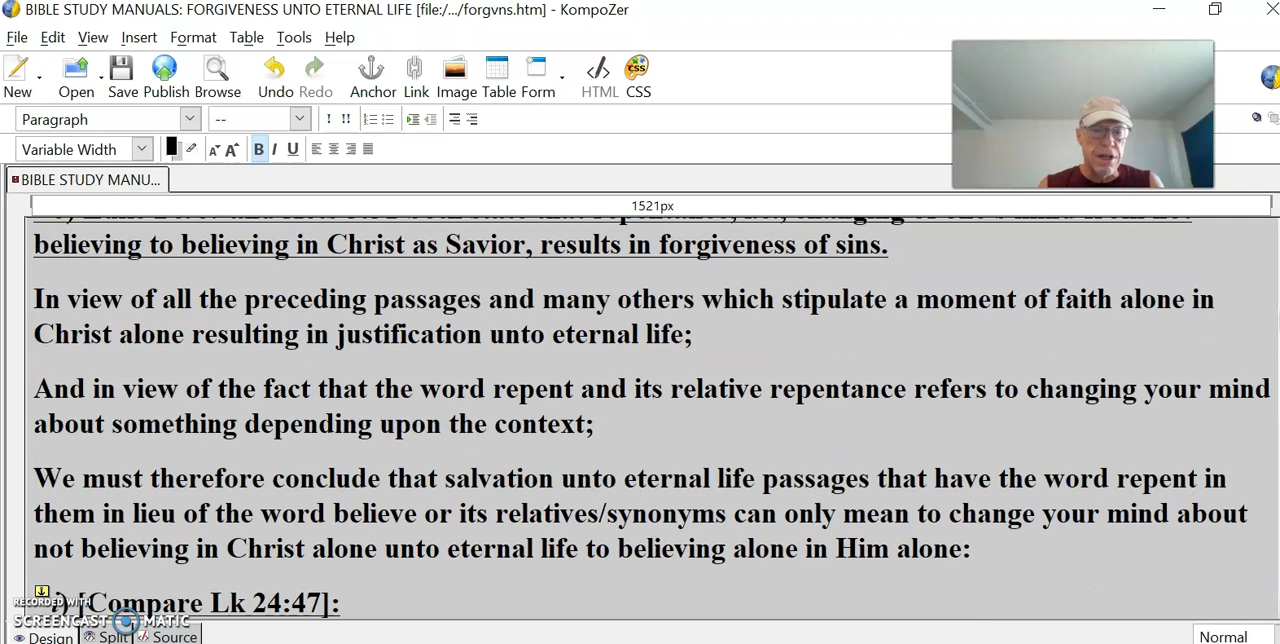 BIBLE STUDY MANUALS: FORGIVENESS UNTO ETERNAL LIFE [file:/.../forgvns.htm] - KompoZer
File Edit View Insert Format Table Tools Help
New Open Save Publish Browse Undo Redo Anchor Link Image Table Form HTML CSS
Paragraph --
Variable Width B I U
BIBLE STUDY MANU...
1521px
believing to believing in Christ as Savior, results in forgiveness of sins.
In view of all the preceding passages and many others which stipulate a moment of faith alone in
Christ alone resulting in justification unto eternal life;
And in view of the fact that the word repent and its relative repentance refers to changing your mind
about something depending upon the context;
We must therefore conclude that salvation unto eternal life passages that have the word repent in
them in lieu of the word believe or its relatives/synonyms can only mean to change your mind about
not believing in Christ alone unto eternal life to believing alone in Him alone:
i) [Compare Lk 24:47]:
RECORDED WITH
SCREENCAST MATIC
Design Split Source
Normal